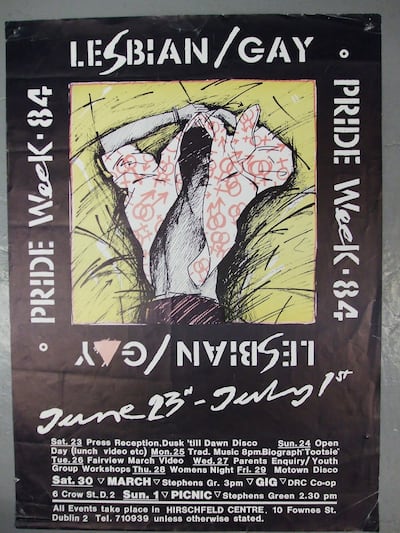 LESBIAN/GAY
PRIDE WeeK·84
PRIDE WeeK·84
LESBIAN/GAY
June 23rd - July 1st
Sat. 23 Press Reception,Dusk 'till Dawn Disco Sun. 24 Open
Day (lunch video etc) Mon. 25 Trad. Music 8pm.Biograph'Tootsie'
Tue. 26 Fairview March Video Wed. 27 Parents Enquiry/Youth
Group Workshops Thu. 28 Womens Night Fri. 29 Motown Disco
Sat. 30 ▽ MARCH ▽ Stephens Gr. 3pm ▽ GIG ▽ DRC Co-op
6 Crow St.D.2 Sun. 1 ▽ PICNIC ▽ Stephens Green 2.30 pm
All Events take place in HIRSCHFELD CENTRE, 10 Fownes St.
Dublin 2 Tel. 710939 unless otherwise stated.